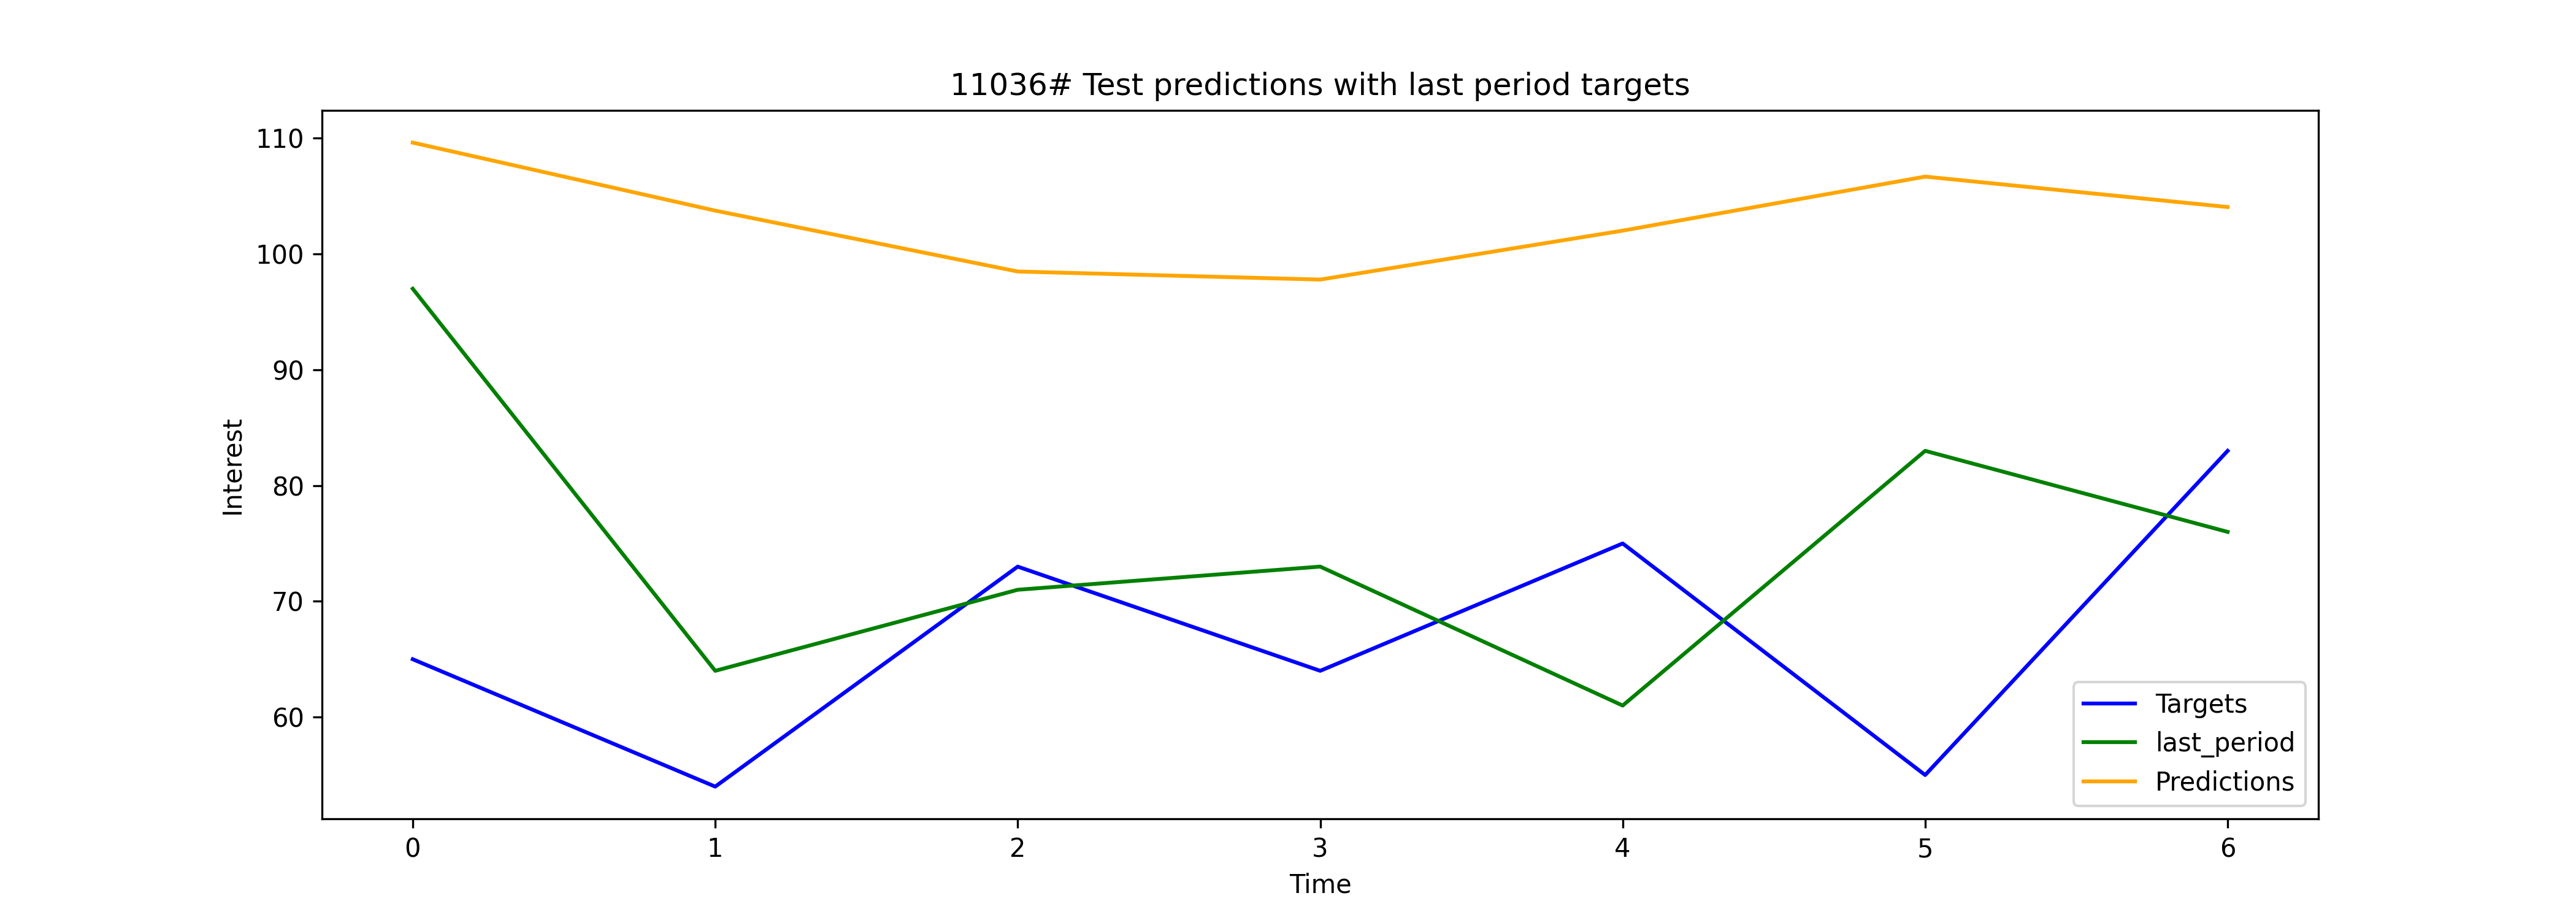 11036# Test predictions with last period targets
110
100
90
80
70
60
Interest
0 1 2 3 4 5 6
Time
Targets
last_period
Predictions